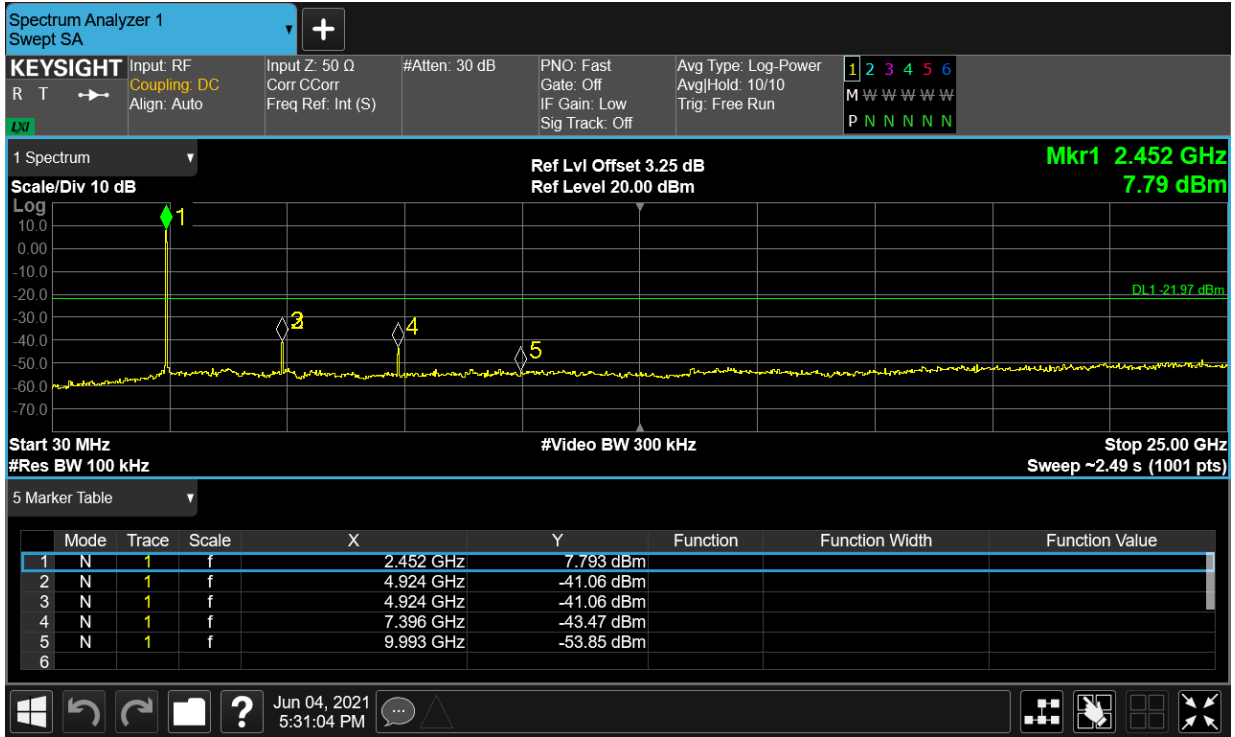 Spectrum Analyzer 1
Swept SA
KEYSIGHT Input: RF Input Z: 50 Ω #Atten: 30 dB PNO: Fast Avg Type: Log-Power 1 2 3 4 5 6
R T Coupling: DC Corr CCorr Gate: Off Avg|Hold: 10/10 M W W W W W
Align: Auto Freq Ref: Int (S) IF Gain: Low Trig: Free Run
LXI Sig Track: Off P N N N N N
1 Spectrum
Ref Lvl Offset 3.25 dB Mkr1 2.452 GHz
Scale/Div 10 dB Ref Level 20.00 dBm 7.79 dBm
Log
1
10.0
0.00
-10.0
-20.0
DL1 -21.97 dBm
-30.0
3
4
-40.0
5
-50.0
-60.0
-70.0
Start 30 MHz #Video BW 300 kHz Stop 25.00 GHz
#Res BW 100 kHz Sweep ~2.49 s (1001 pts)
5 Marker Table
Mode Trace Scale X Y Function Function Width Function Value
1 N 1 f 2.452 GHz 7.793 dBm
2 N 1 f 4.924 GHz -41.06 dBm
3 N 1 f 4.924 GHz -41.06 dBm
4 N 1 f 7.396 GHz -43.47 dBm
5 N 1 f 9.993 GHz -53.85 dBm
6
? Jun 04, 2021
5:31:04 PM